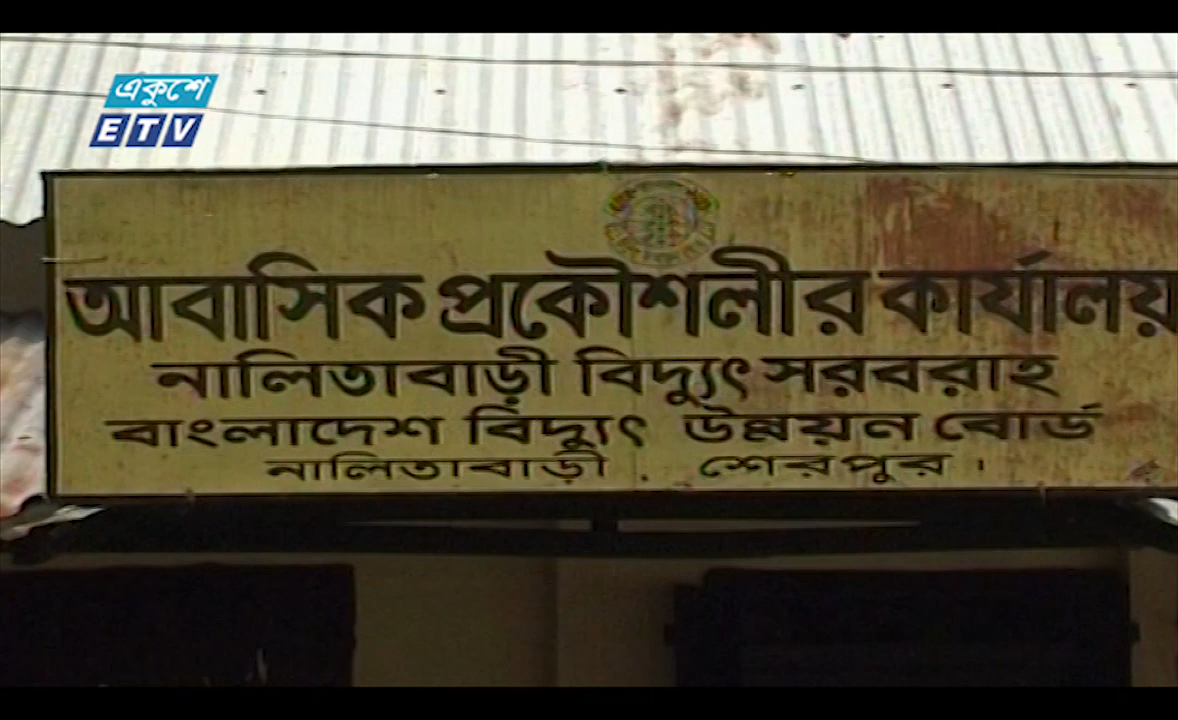 একুশে
ETV
আবাসিক প্রকৌশলীর কার্যালয়
নালিতাবাড়ী বিদ্যুৎ সরবরাহ
বাংলাদেশ বিদ্যুৎ উন্নয়ন বোর্ড
নালিতাবাড়ী . শেরপুর ।